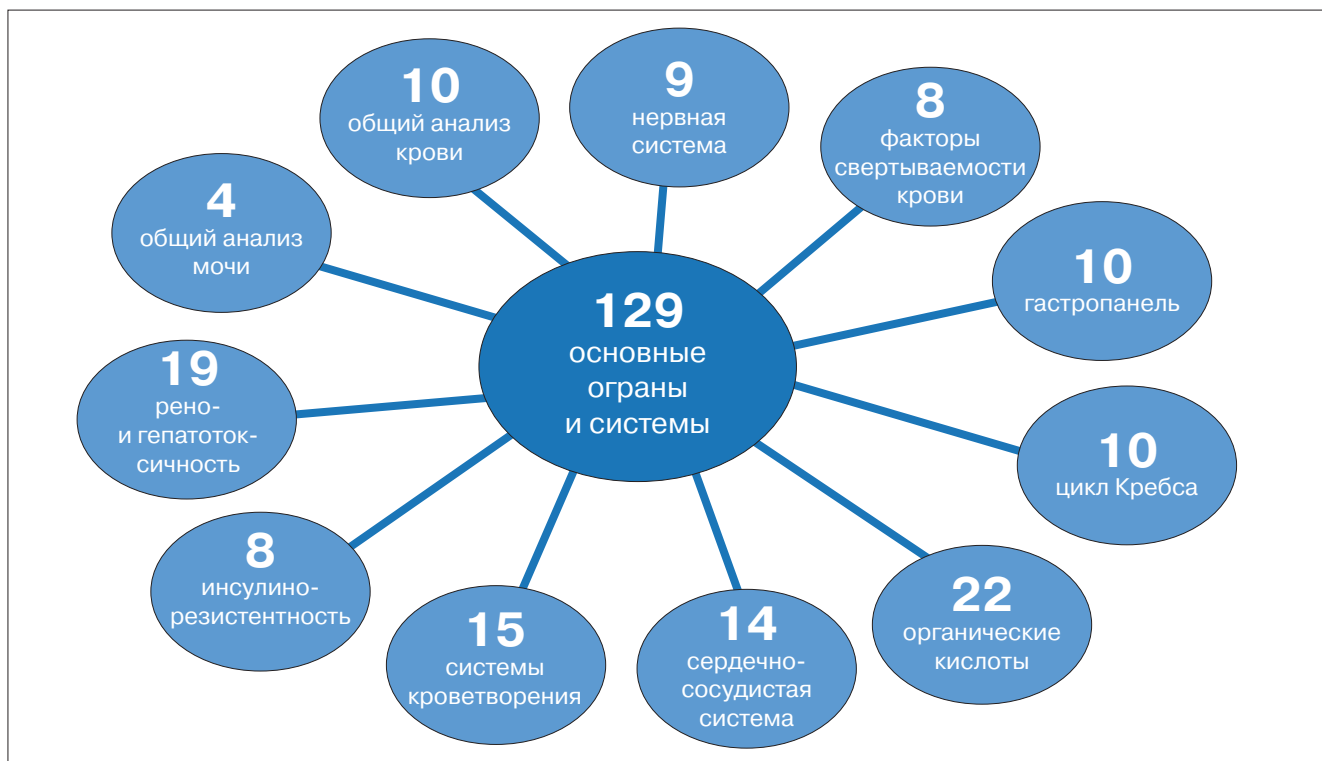 10
общий анализ
крови
9
нервная
система
8
факторы
свертываемости
крови
4
общий анализ
мочи
10
гастропанель
129
основные
ограны
и системы
19
рено-
и гепатоток-
сичность
10
цикл Кребса
8
инсулино-
резистентность
15
системы
кроветворения
14
сердечно-
сосудистая
система
22
органические
кислоты